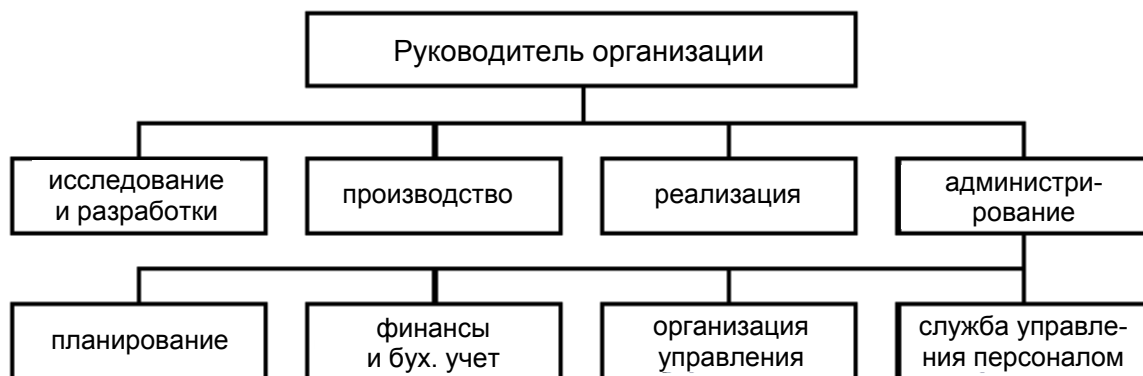 Руководитель организации
исследование
и разработки
производство
реализация
администри-
рование
планирование
финансы
и бух. учет
организация
управления
служба управле-
ния персоналом